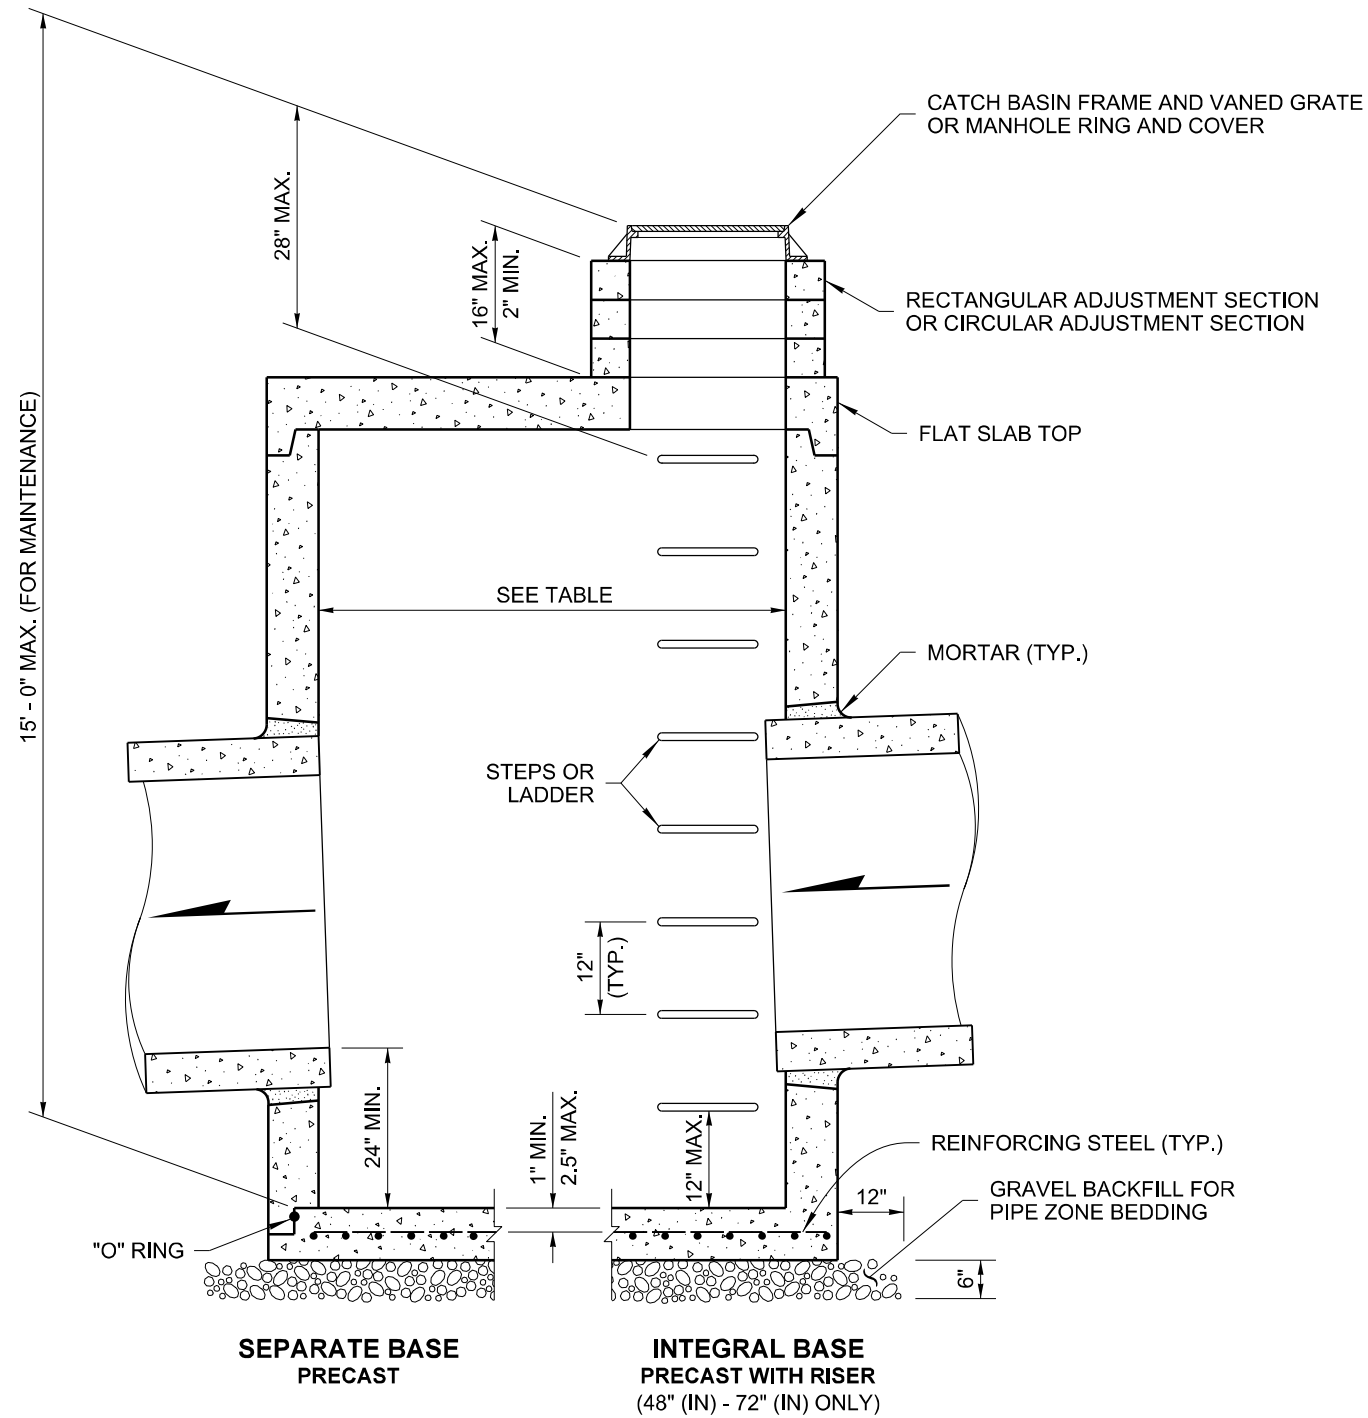 CATCH BASIN FRAME AND VANED GRATE
OR MANHOLE RING AND COVER
28" MAX.
16" MAX.
2" MIN.
RECTANGULAR ADJUSTMENT SECTION
OR CIRCULAR ADJUSTMENT SECTION
FLAT SLAB TOP
15' - 0" MAX. (FOR MAINTENANCE)
SEE TABLE
MORTAR (TYP.)
STEPS OR
LADDER
12"
(TYP.)
24" MIN.
1" MIN.
2.5" MAX.
12" MAX.
REINFORCING STEEL (TYP.)
12"
GRAVEL BACKFILL FOR
PIPE ZONE BEDDING
"O" RING
6"
SEPARATE BASE
PRECAST
INTEGRAL BASE
PRECAST WITH RISER
(48" (IN) - 72" (IN) ONLY)